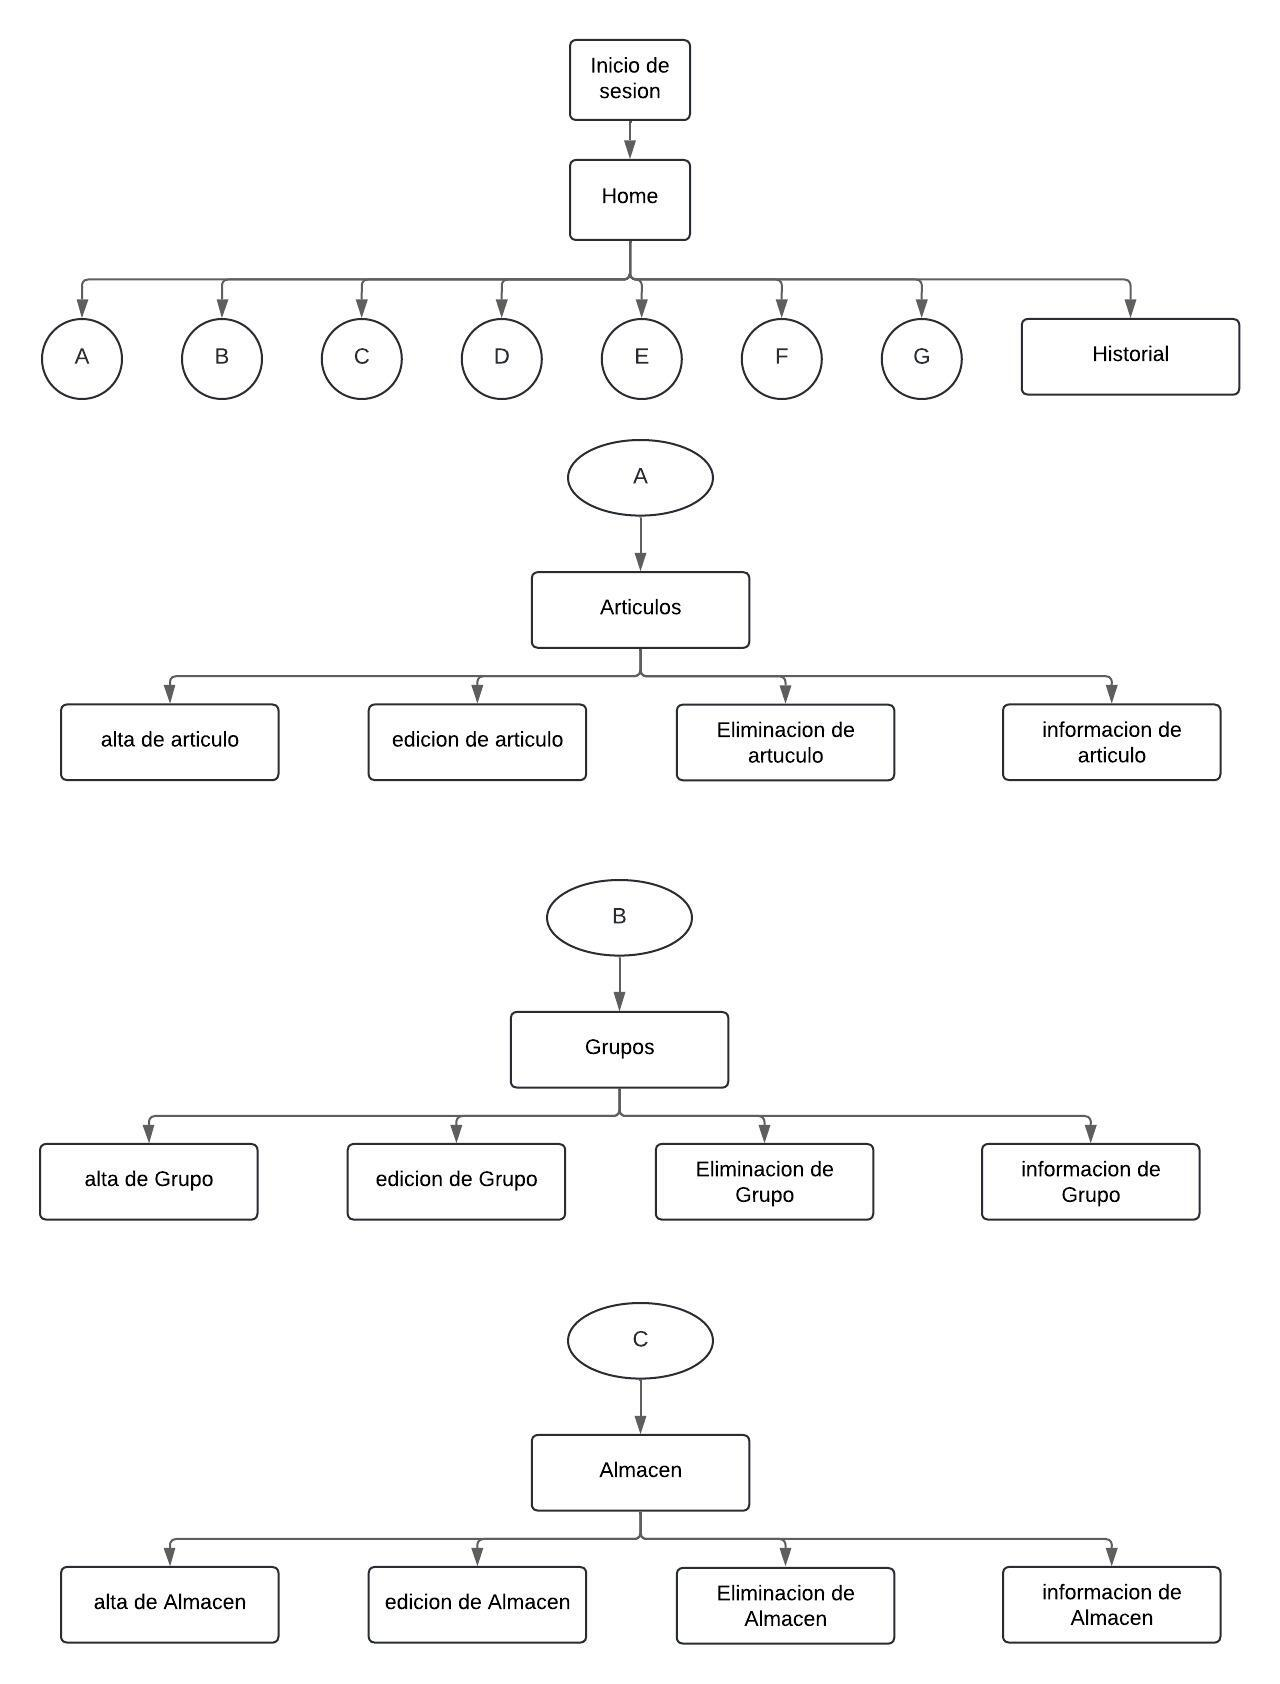 Inicio de
sesion
Home
A
B
C
D
E
F
G
Historial
A
Articulos
alta de articulo
edicion de articulo
Eliminacion de
artuculo
informacion de
articulo
B
Grupos
alta de Grupo
edicion de Grupo
Eliminacion de
Grupo
informacion de
Grupo
C
Almacen
alta de Almacen
edicion de Almacen
Eliminacion de
Almacen
informacion de
Almacen